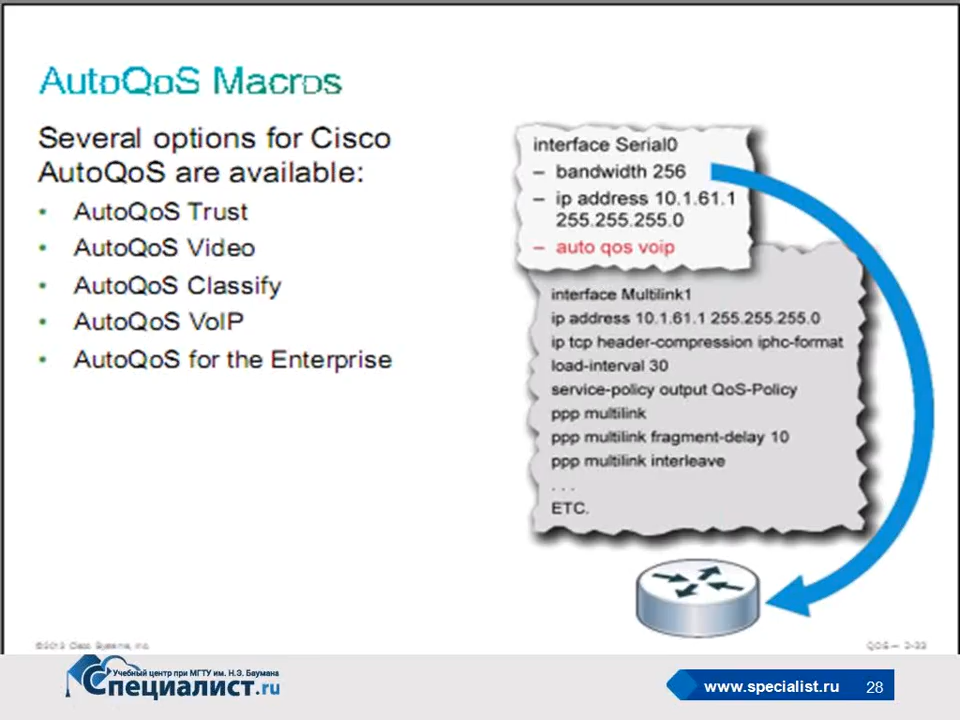 AutoQoS Macros
Several options for Cisco
AutoQoS are available:
• AutoQoS Trust
• AutoQoS Video
• AutoQoS Classify
• AutoQoS VoIP
• AutoQoS for the Enterprise
interface Serial0
– bandwidth 256
– ip address 10.1.61.1
255.255.255.0
– auto qos voip
interface Multilink1
ip address 10.1.61.1 255.255.255.0
ip tcp header-compression iphc-format
load-interval 30
service-policy output QoS-Policy
ppp multilink
ppp multilink fragment-delay 10
ppp multilink interleave
. . .
ETC.
Cisco Systems, Inc.
Учебный центр при МГТУ им. Н.Э. Баумана
Специалист.ru
www.specialist.ru
28